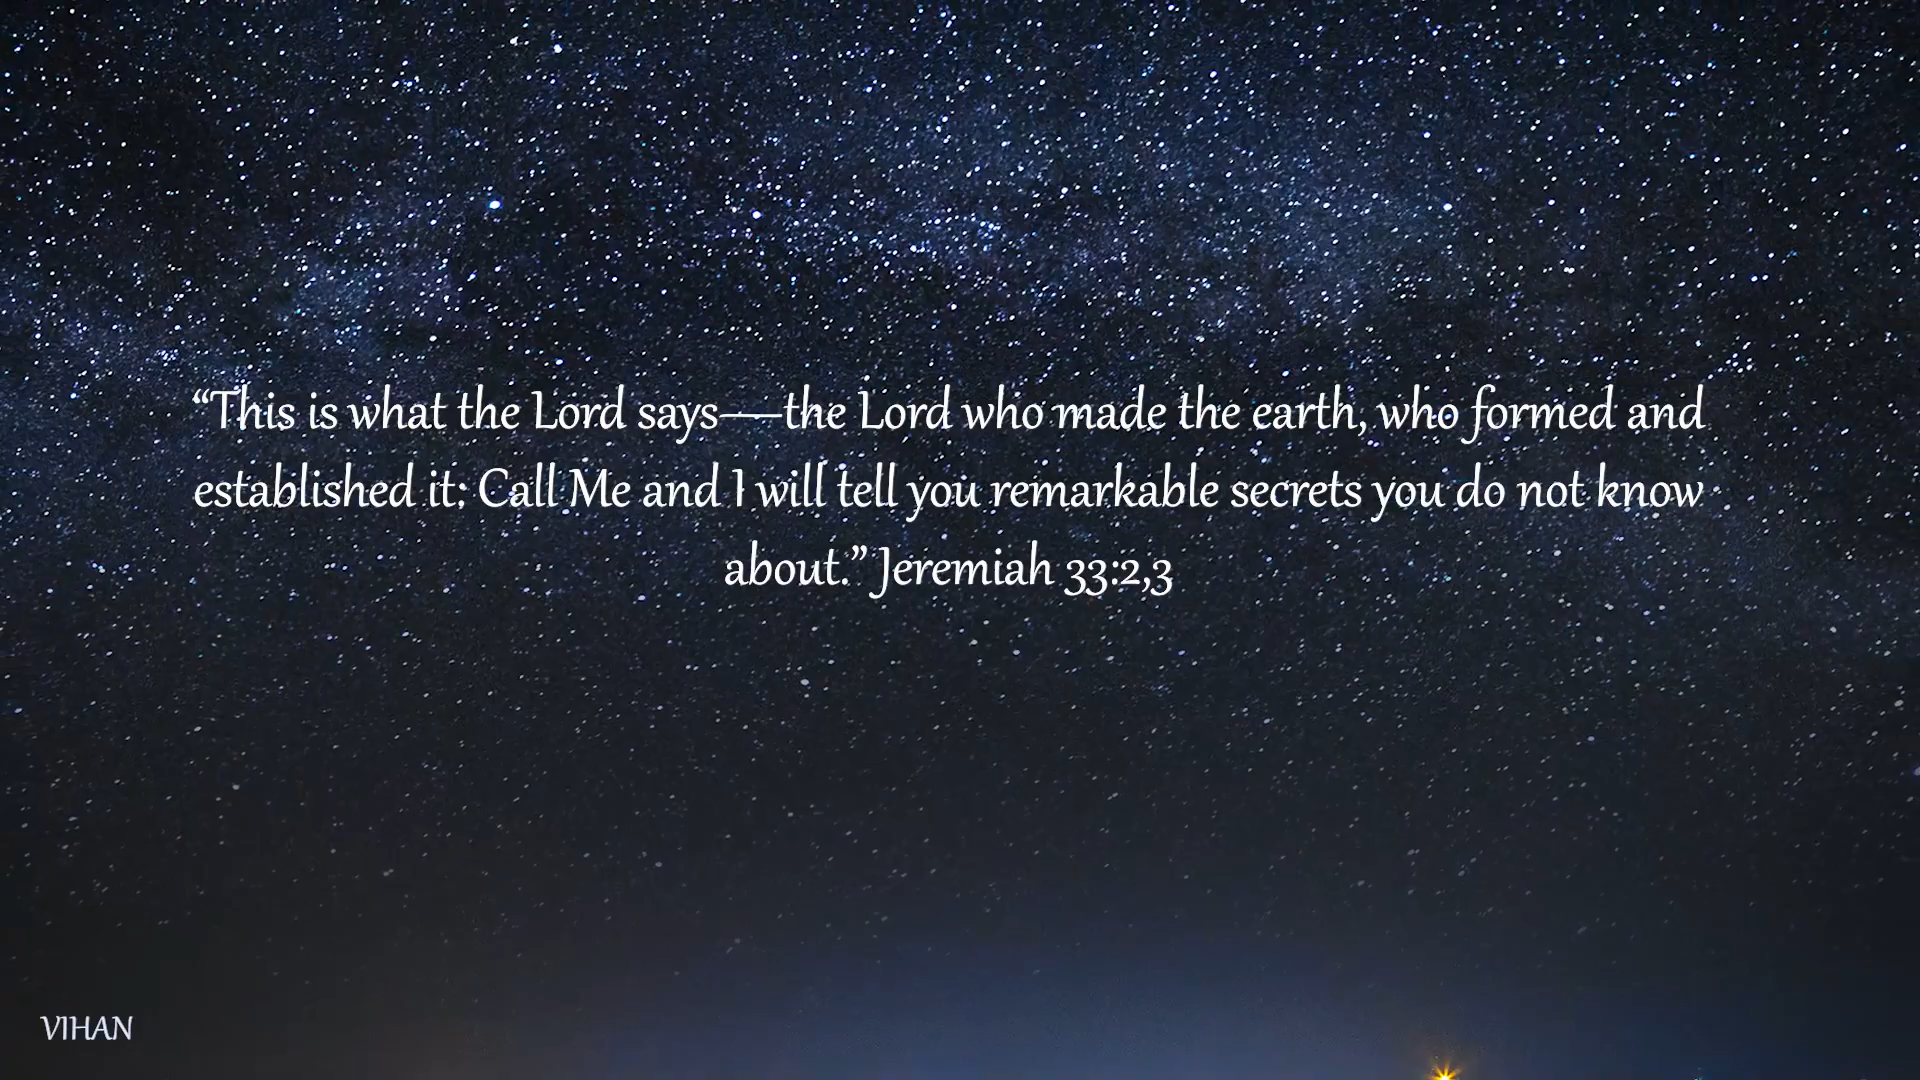 “This is what the Lord says—–the Lord who made the earth, who formed and
established it: Call Me and I will tell you remarkable secrets you do not know
about.” Jeremiah 33:2,3
VIHAN